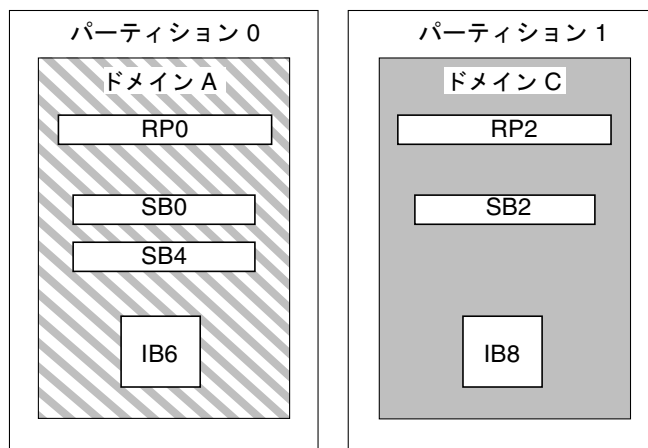 パーティション 0
ドメイン A
RP0
SB0
SB4
IB6
パーティション 1
ドメイン C
RP2
SB2
IB8